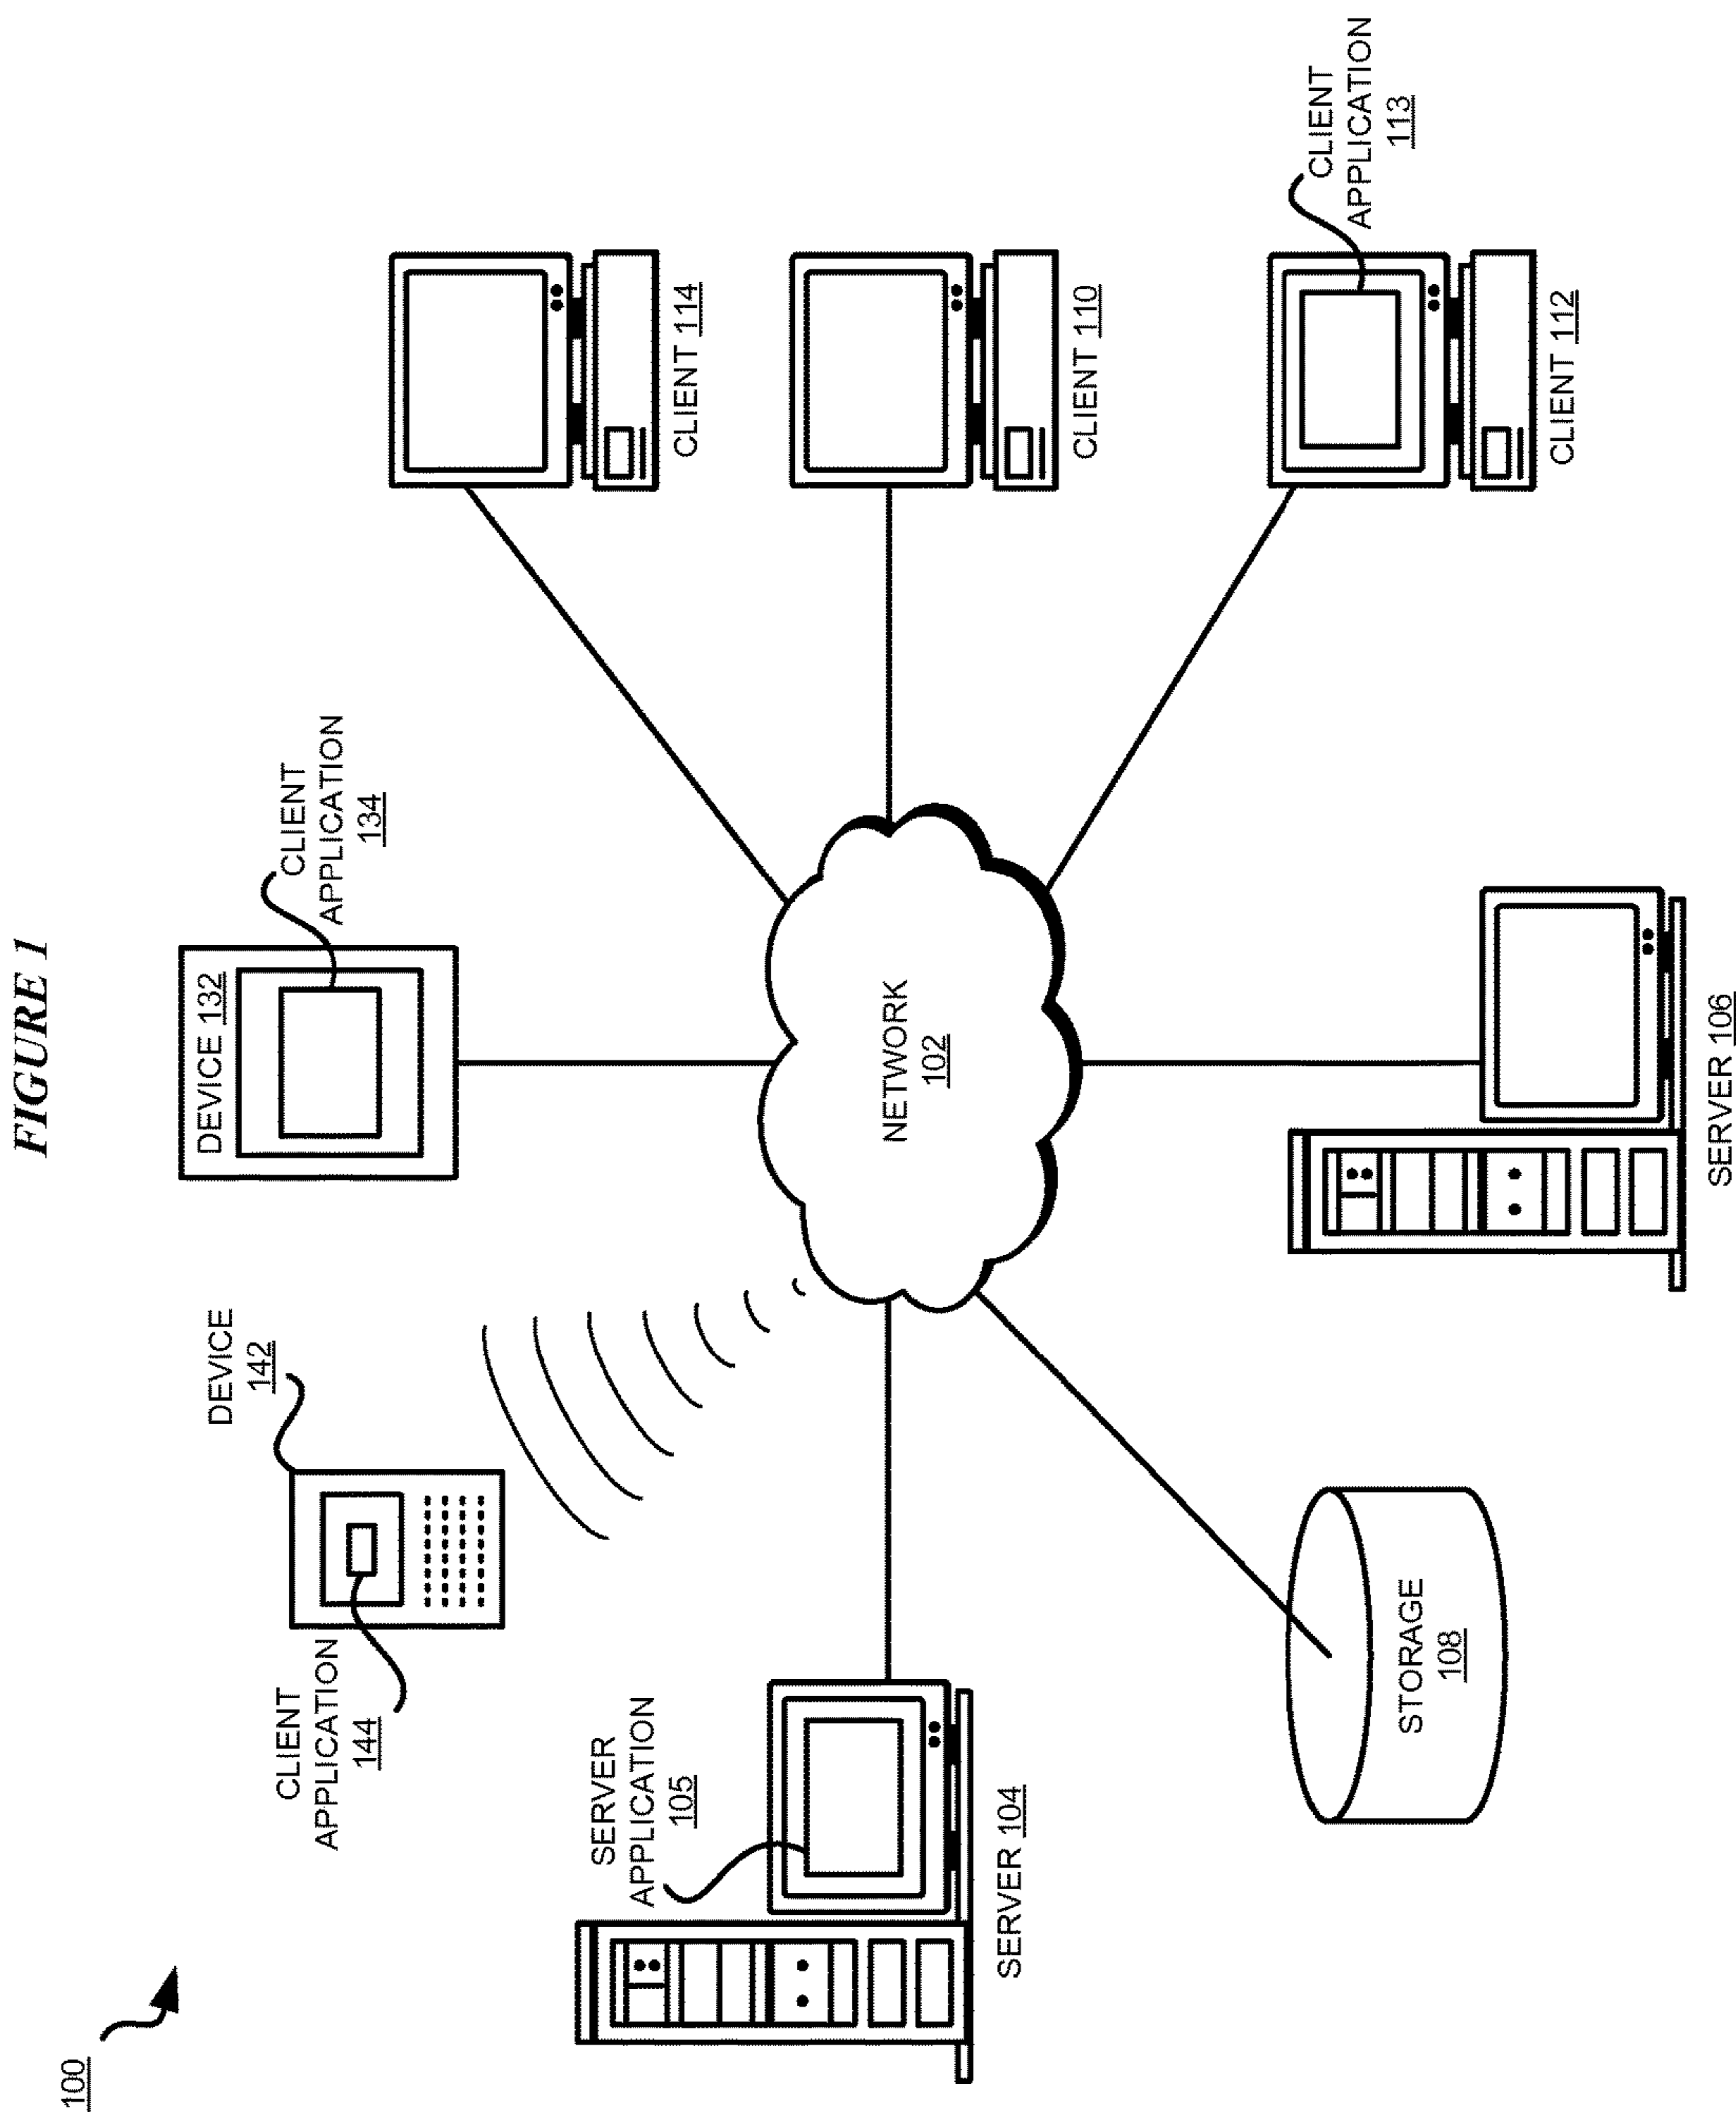 FIGURE 1
100
DEVICE
142
CLIENT
APPLICATION
144
DEVICE 132
CLIENT
APPLICATION
134
SERVER
APPLICATION
105
SERVER 104
NETWORK
102
CLIENT 114
CLIENT 110
CLIENT
APPLICATION
113
CLIENT 112
STORAGE
108
SERVER 106